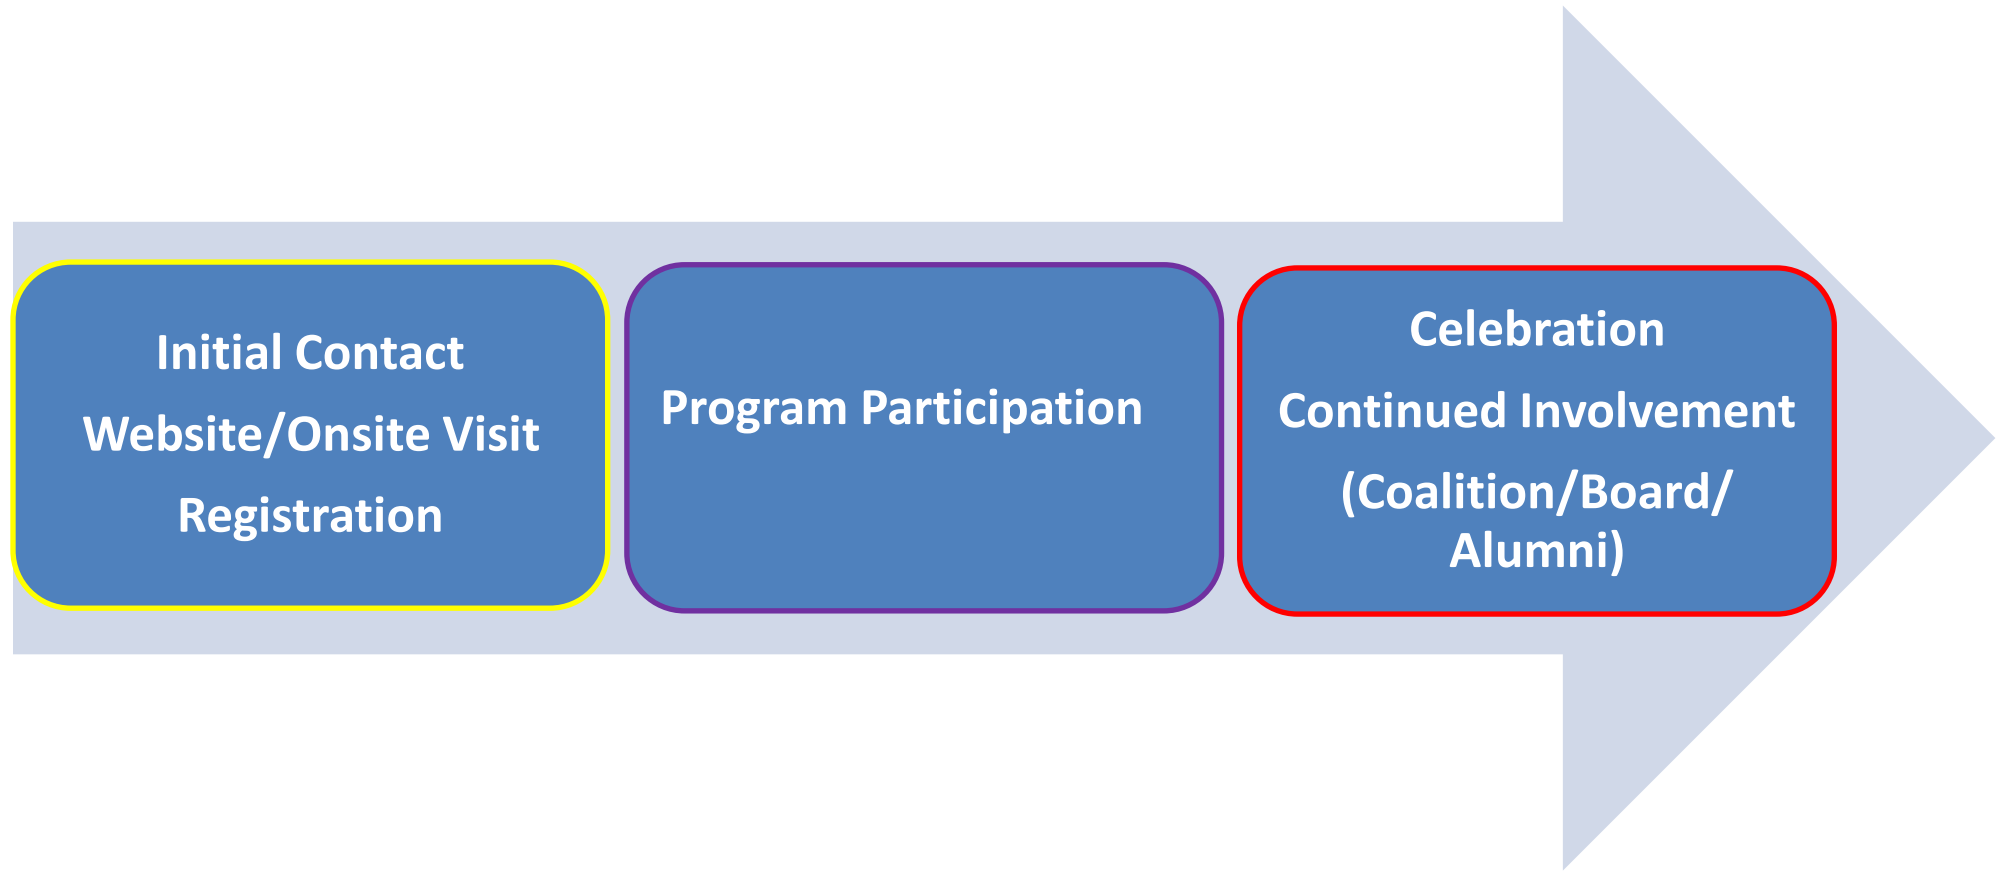 Initial Contact
Website/Onsite Visit
Registration
Program Participation
Celebration
Continued Involvement
(Coalition/Board/
Alumni)